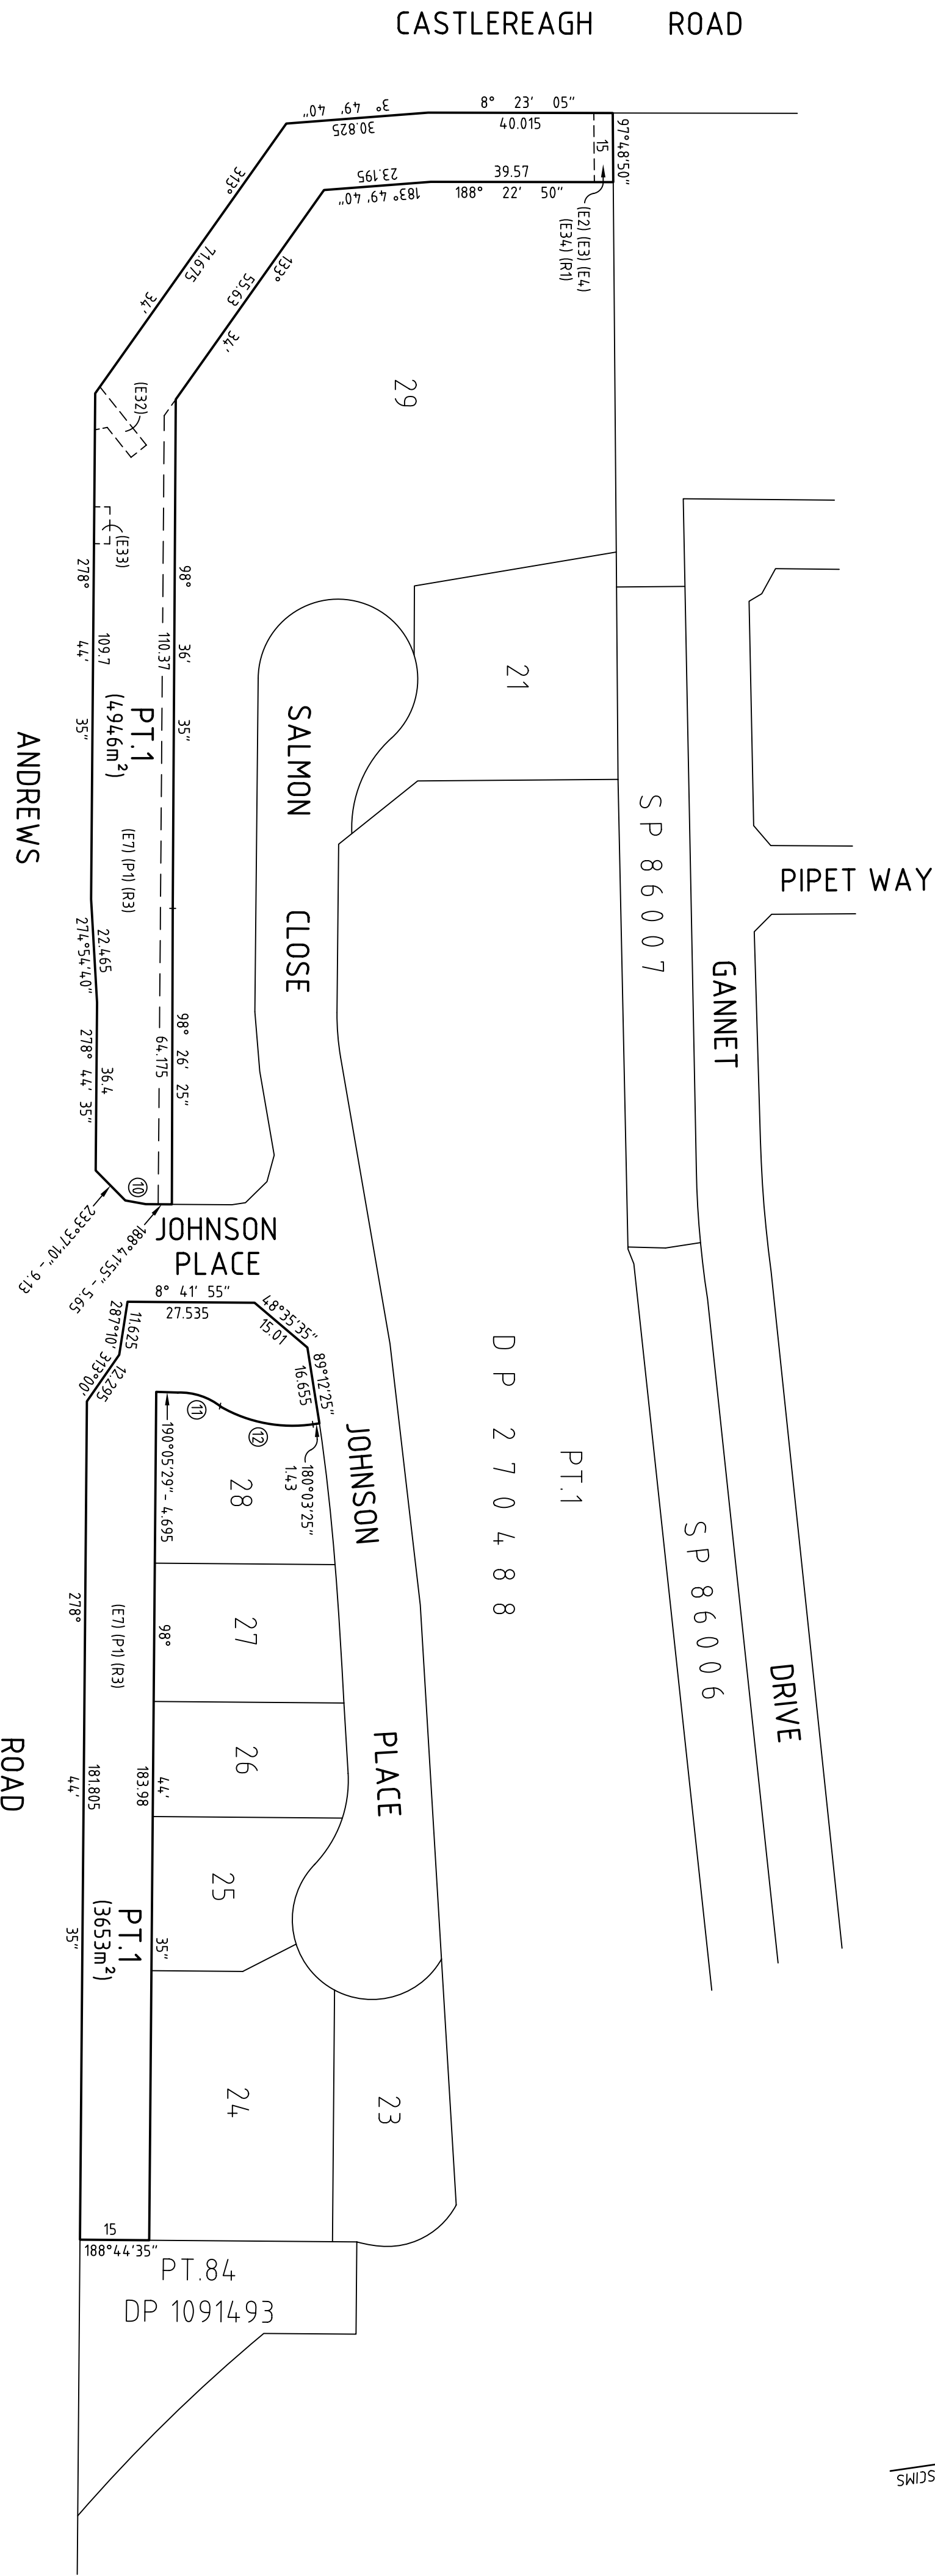 CASTLEREAGH ROAD
8° 23' 05"
40.015
97°48'50"
15
3° 49' 40"
30.825
39.57
188° 22' 50"
23.195
183° 49' 40"
(E2) (E3) (E4)
(E34) (R1)
313°
71.675
34'
133°
55.63
34'
29
(E32)
(E33)
278° 44' 35"
109.7
98° 36' 35"
110.37
PT.1
(4946m²)
(E7) (P1) (R3)
21
SALMON CLOSE
ANDREWS
SP 86007
PIPET WAY
GANNET
22.465
274°54'40"
36.4
278° 44' 35"
98° 26' 25"
64.175
10
233°37'10" - 9.13
188°41'55" - 5.65
JOHNSON
PLACE
8° 41' 55"
27.535
48°35'35"
15.01
89°12'25"
16.655
11.625
287°10'
313°00'
12.295
11
12
190°05'29" - 4.695
180°03'25"
1.43
28
JOHNSON
DP 270488
PT.1
SP 86006
DRIVE
27
(E7) (P1) (R3)
278° 44' 35"
181.805
98° 44' 35"
183.98
26
PLACE
ROAD
25
PT.1
(3653m²)
24
23
15
188°44'35"
PT.84
DP 1091493
SCIMS